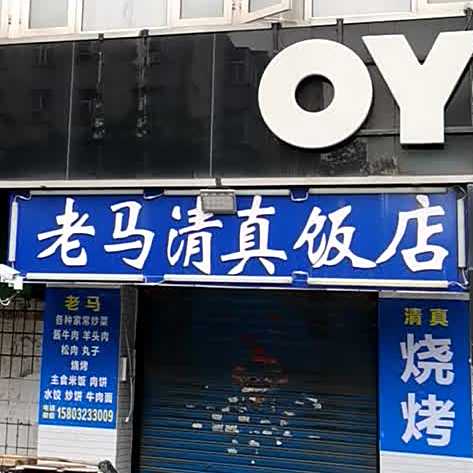 OY
老马清真饭店
老马
各种家常炒菜
酱牛肉 羊头肉
松肉 丸子
烧烤
主食米饭 肉饼
水饺 炒饼 牛肉面
15803233009
清真
烧烤